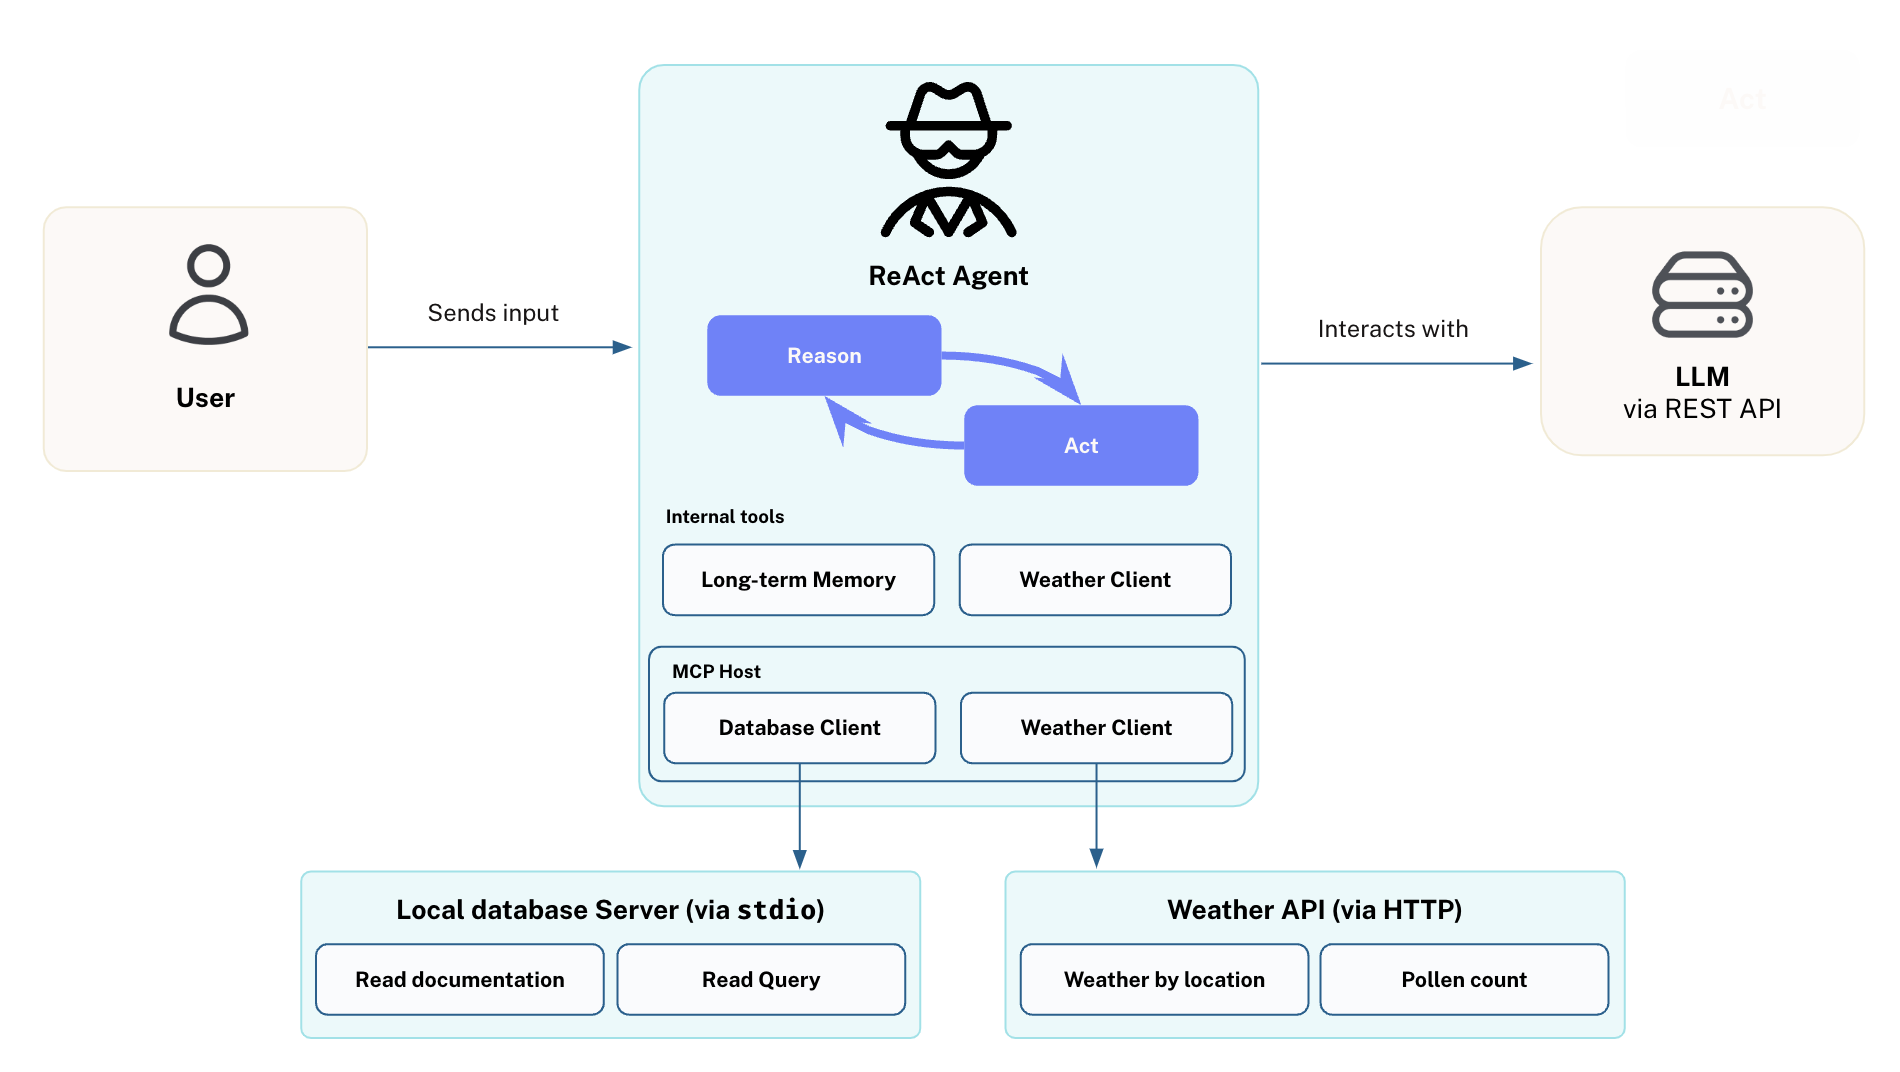 Act
ReAct Agent
User
Sends input
Reason
Act
Interacts with
LLM
via REST API
Internal tools
Long-term Memory
Weather Client
MCP Host
Database Client
Weather Client
Local database Server (via stdio)
Read documentation
Read Query
Weather API (via HTTP)
Weather by location
Pollen count